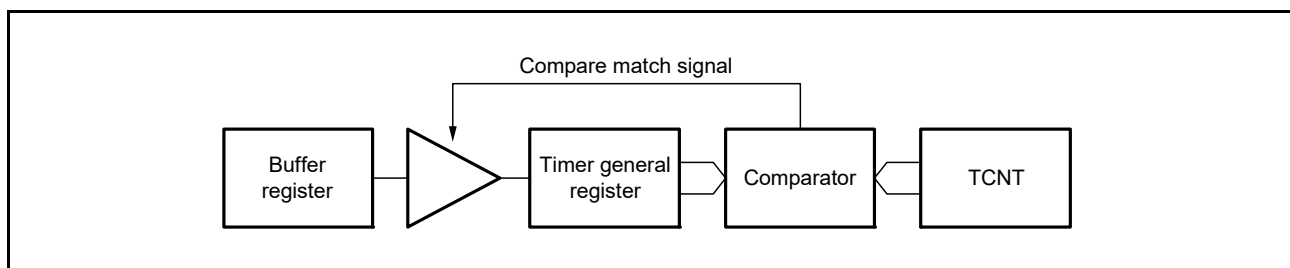 Compare match signal
Buffer
register
Timer general
register
Comparator
TCNT